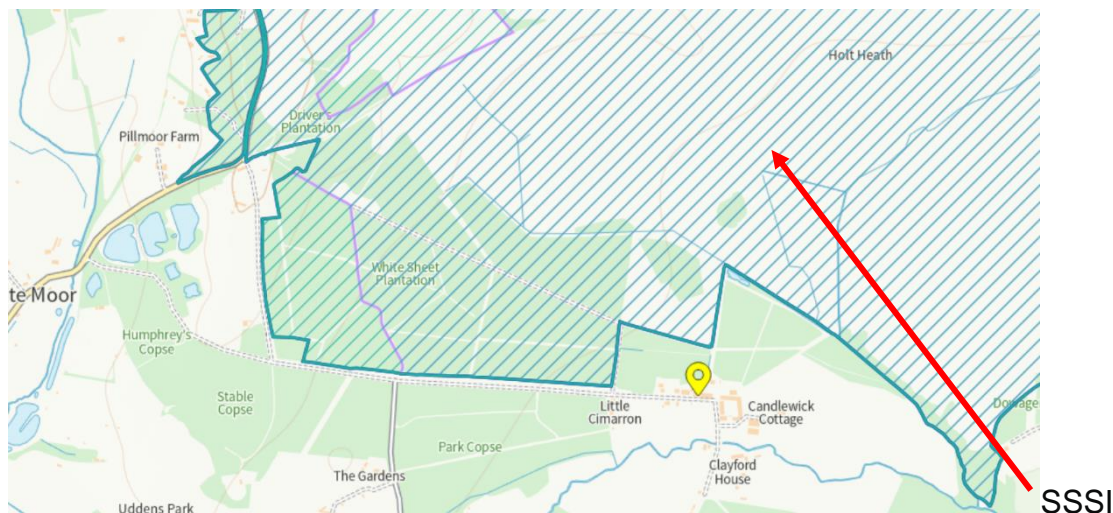 Holt Heath
Driver's
Plantation
Pillmoor Farm
White Sheet
Plantation
te Moor
Humphrey's
Copse
Stable
Copse
Little
Cimarron
Candlewick
Cottage
Dowage
Park Copse
Clayford
House
The Gardens
Uddens Park
SSSI